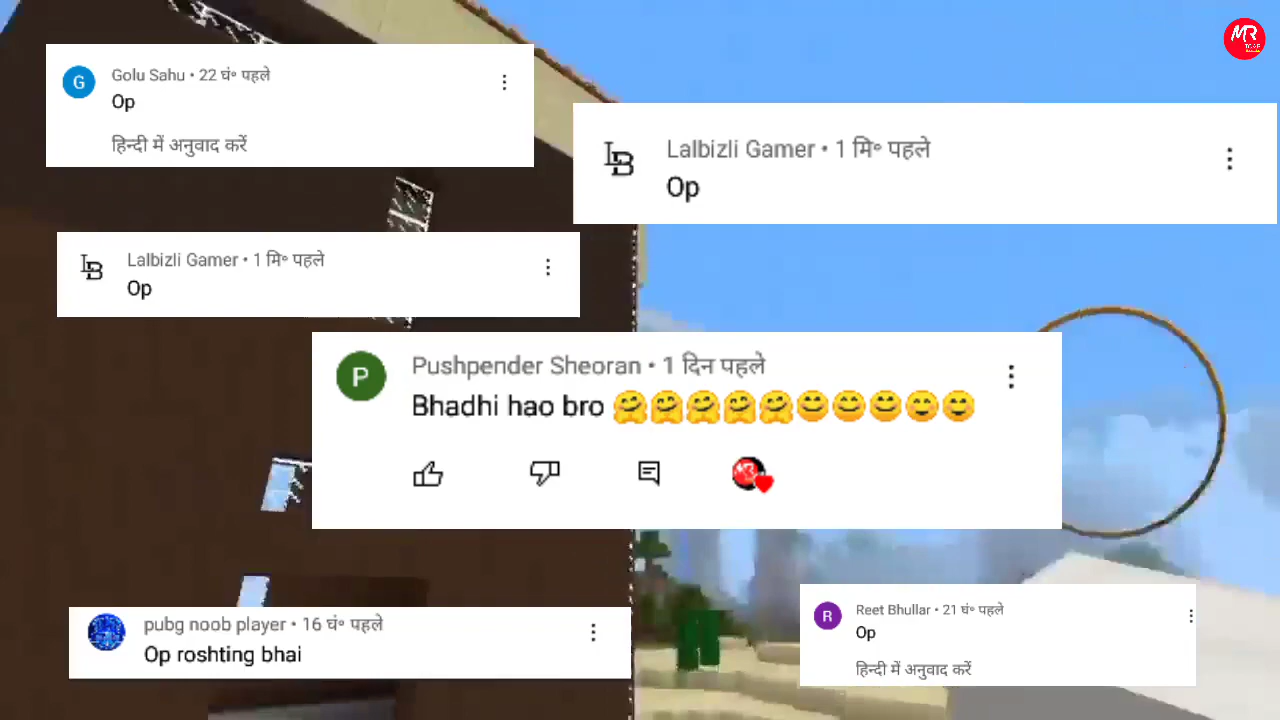 MR
Golu Sahu • 22 घं॰ पहले
Op
हिन्दी में अनुवाद करें
Lalbizli Gamer • 1 मि॰ पहले
Op
Lalbizli Gamer • 1 मि॰ पहले
Op
Pushpender Sheoran • 1 दिन पहले
Bhadhi hao bro 🤗🤗🤗🤗🤗😊😊😊😊😊
pubg noob player • 16 घं॰ पहले
Op roshting bhai
Reet Bhullar • 21 घं॰ पहले
Op
हिन्दी में अनुवाद करें